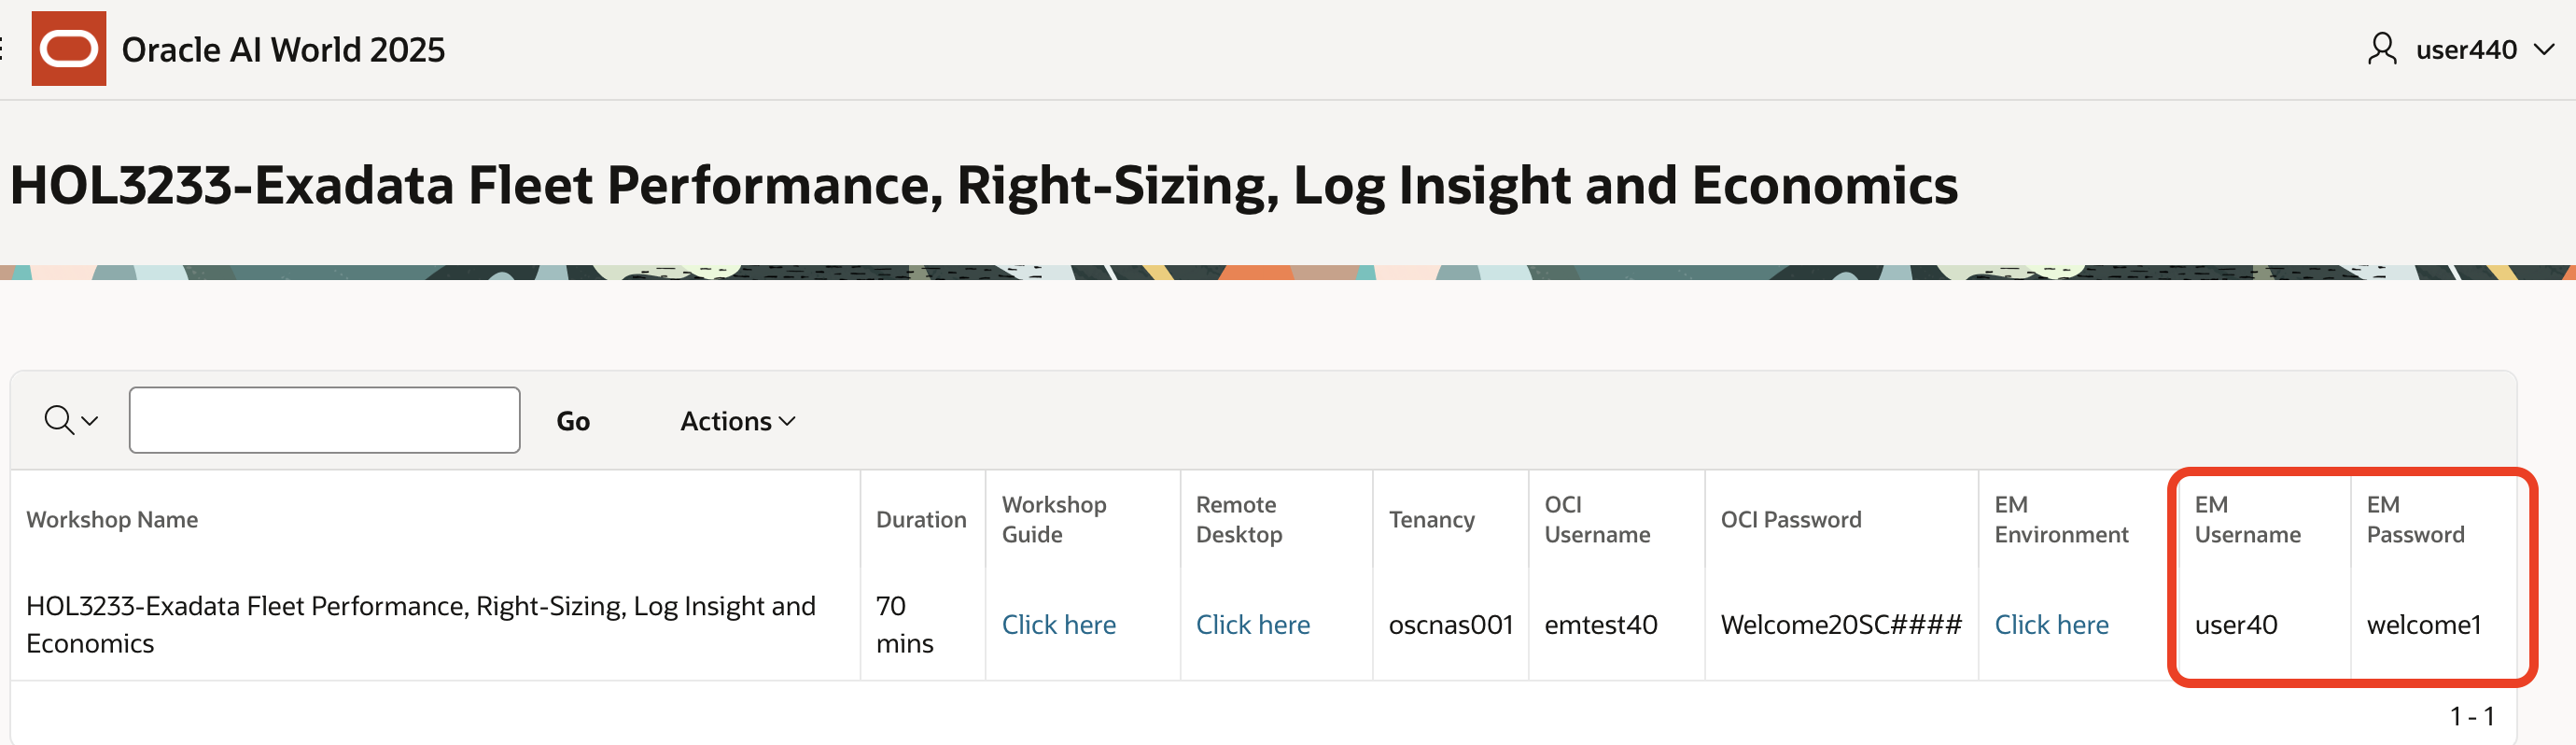 Oracle AI World 2025
user440
HOL3233-Exadata Fleet Performance, Right-Sizing, Log Insight and Economics
Go
Actions
Workshop Name
Duration
Workshop
Guide
Remote
Desktop
Tenancy
OCI
Username
OCI Password
EM
Environment
EM
Username
EM
Password
HOL3233-Exadata Fleet Performance, Right-Sizing, Log Insight and
Economics
70
mins
Click here
Click here
oscnas001
emtest40
Welcome20SC####
Click here
user40
welcome1
1 - 1